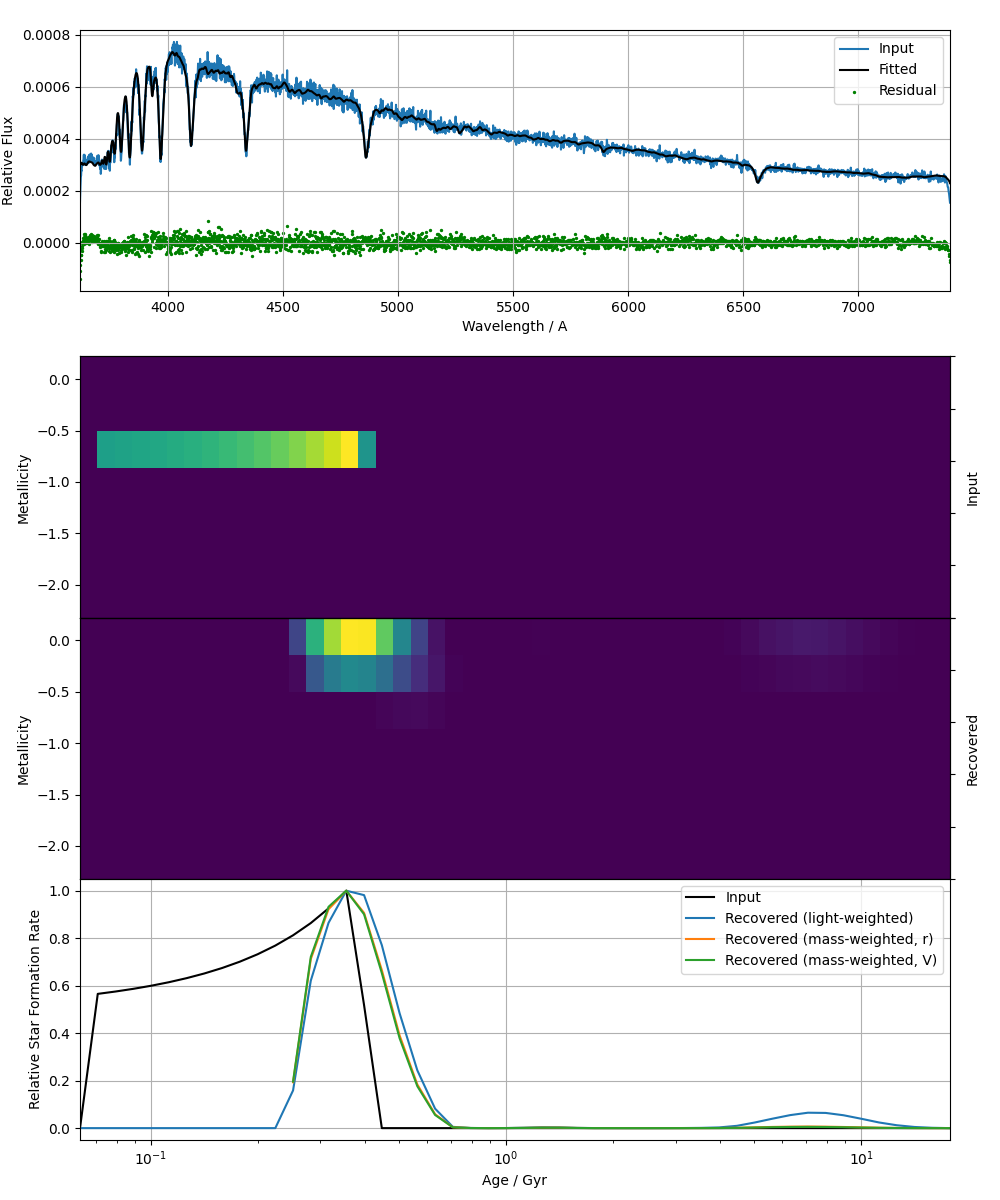 0.0008
0.0006
0.0004
0.0002
0.0000
Relative Flux
Input
Fitted
Residual
4000
4500
5000
5500
6000
6500
7000
Wavelength / A
0.0
−0.5
−1.0
−1.5
−2.0
Metallicity
Input
0.0
−0.5
−1.0
−1.5
−2.0
Metallicity
Recovered
1.0
0.8
0.6
0.4
0.2
0.0
Relative Star Formation Rate
Input
Recovered (light-weighted)
Recovered (mass-weighted, r)
Recovered (mass-weighted, V)
10⁻¹
10⁰
10¹
Age / Gyr